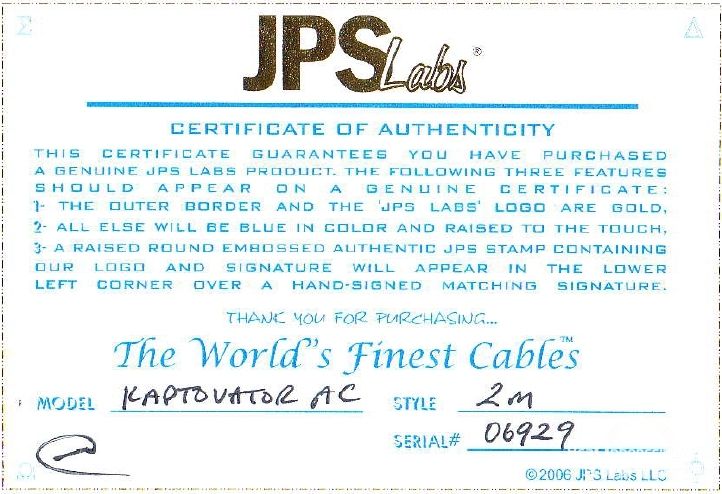 JPS Labs®
CERTIFICATE OF AUTHENTICITY
THIS CERTIFICATE GUARANTEES YOU HAVE PURCHASED
A GENUINE JPS LABS PRODUCT. THE FOLLOWING THREE FEATURES
SHOULD APPEAR ON A GENUINE CERTIFICATE:
1- THE OUTER BORDER AND THE 'JPS LABS' LOGO ARE GOLD,
2- ALL ELSE WILL BE BLUE IN COLOR AND RAISED TO THE TOUCH,
3- A RAISED ROUND EMBOSSED AUTHENTIC JPS STAMP CONTAINING
OUR LOGO AND SIGNATURE WILL APPEAR IN THE LOWER
LEFT CORNER OVER A HAND-SIGNED MATCHING SIGNATURE.
THANK YOU FOR PURCHASING...
The World's Finest Cables™
MODEL KAPTOVATOR AC STYLE 2M
SERIAL# 06929
©2006 JPS Labs LLC